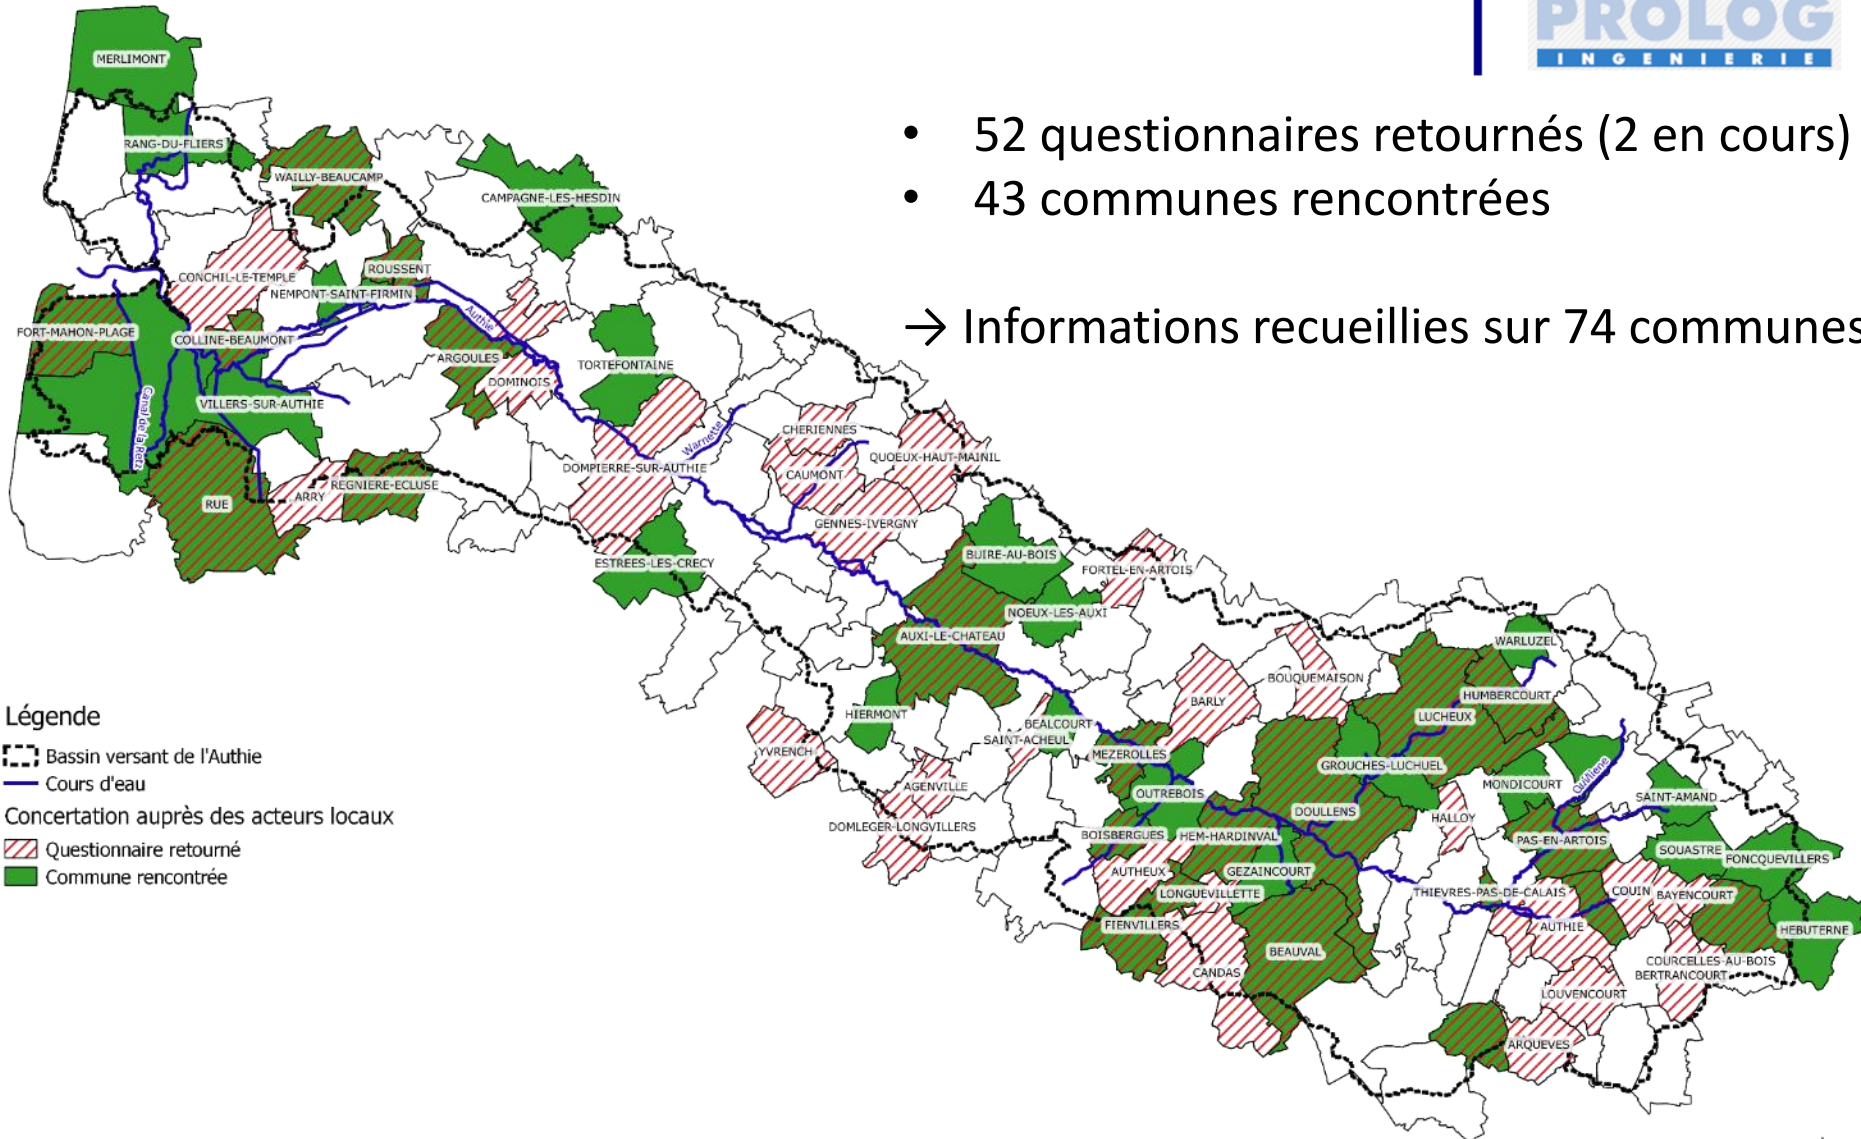 PROLOG
INGENIERIE
• 52 questionnaires retournés (2 en cours)
• 43 communes rencontrées
→ Informations recueillies sur 74 communes
MERLIMONT
RANG-DU-FLIERS
WAILLY-BEAUCAMP
CAMPAGNE-LES-HESDIN
CONCHIL-LE-TEMPLE
ROUSSENT
NEMPONT-SAINT-FIRMIN
Authie
FORT-MAHON-PLAGE
COLLINE-BEAUMONT
ARGOULES
DOMINOIS
TORTEFONTAINE
Canal de la Retz
VILLERS-SUR-AUTHIE
Warnette
CHERIENNES
DOMPIERRE-SUR-AUTHIE
CAUMONT
QUOEUX-HAUT-MAINIL
RUE
ARRY
REGNIERE-ECLUSE
GENNES-IVERGNY
ESTREES-LES-CRECY
BUIRE-AU-BOIS
FORTEL-EN-ARTOIS
NOEUX-LES-AUXI
AUXI-LE-CHATEAU
WARLUZEL
BOUQUEMAISON
BARLY
HUMBERCOURT
LUCHEUX
HIERMONT
BEALCOURT
SAINT-ACHEUL
YVRENCH
MEZEROLLES
GROUCHES-LUCHUEL
AGENVILLE
OUTREBOIS
MONDICOURT
Quilliene
SAINT-AMAND
DOULLENS
HALLOY
DOMLEGER-LONGVILLERS
BOISBERGUES
HEM-HARDINVAL
PAS-EN-ARTOIS
SOUASTRE
FONCQUEVILLERS
AUTHEUX
GEZAINCOURT
LONGUEVILLETTE
THIEVRES-PAS-DE-CALAIS
COUIN
BAYENCOURT
FIENVILLERS
AUTHIE
HEBUTERNE
BEAUVAL
CANDAS
COURCELLES-AU-BOIS
BERTRANCOURT
LOUVENCOURT
ARQUEVES
Légende
Bassin versant de l'Authie
Cours d'eau
Concertation auprès des acteurs locaux
Questionnaire retourné
Commune rencontrée